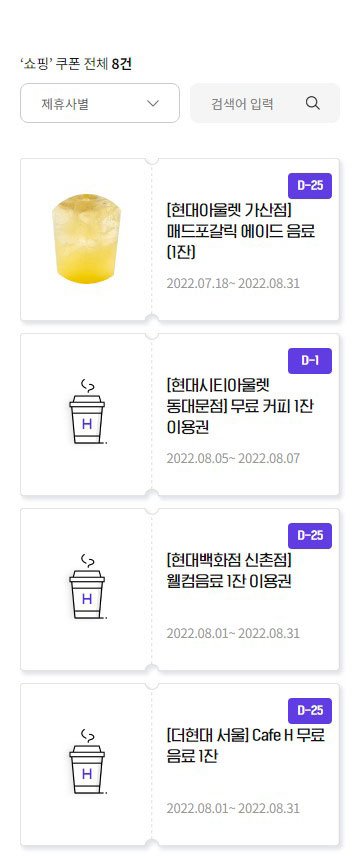 ‘쇼핑’ 쿠폰 전체 8건
제휴사별
검색어 입력
D-25
[현대아울렛 가산점]
매드포갈릭 에이드 음료
(1잔)
2022.07.18~ 2022.08.31
D-1
[현대시티아울렛
동대문점] 무료 커피 1잔
이용권
2022.08.05~ 2022.08.07
H
D-25
[현대백화점 신촌점]
웰컴음료 1잔 이용권
2022.08.01~ 2022.08.31
H
D-25
[더현대 서울] Cafe H 무료
음료 1잔
2022.08.01~ 2022.08.31
H